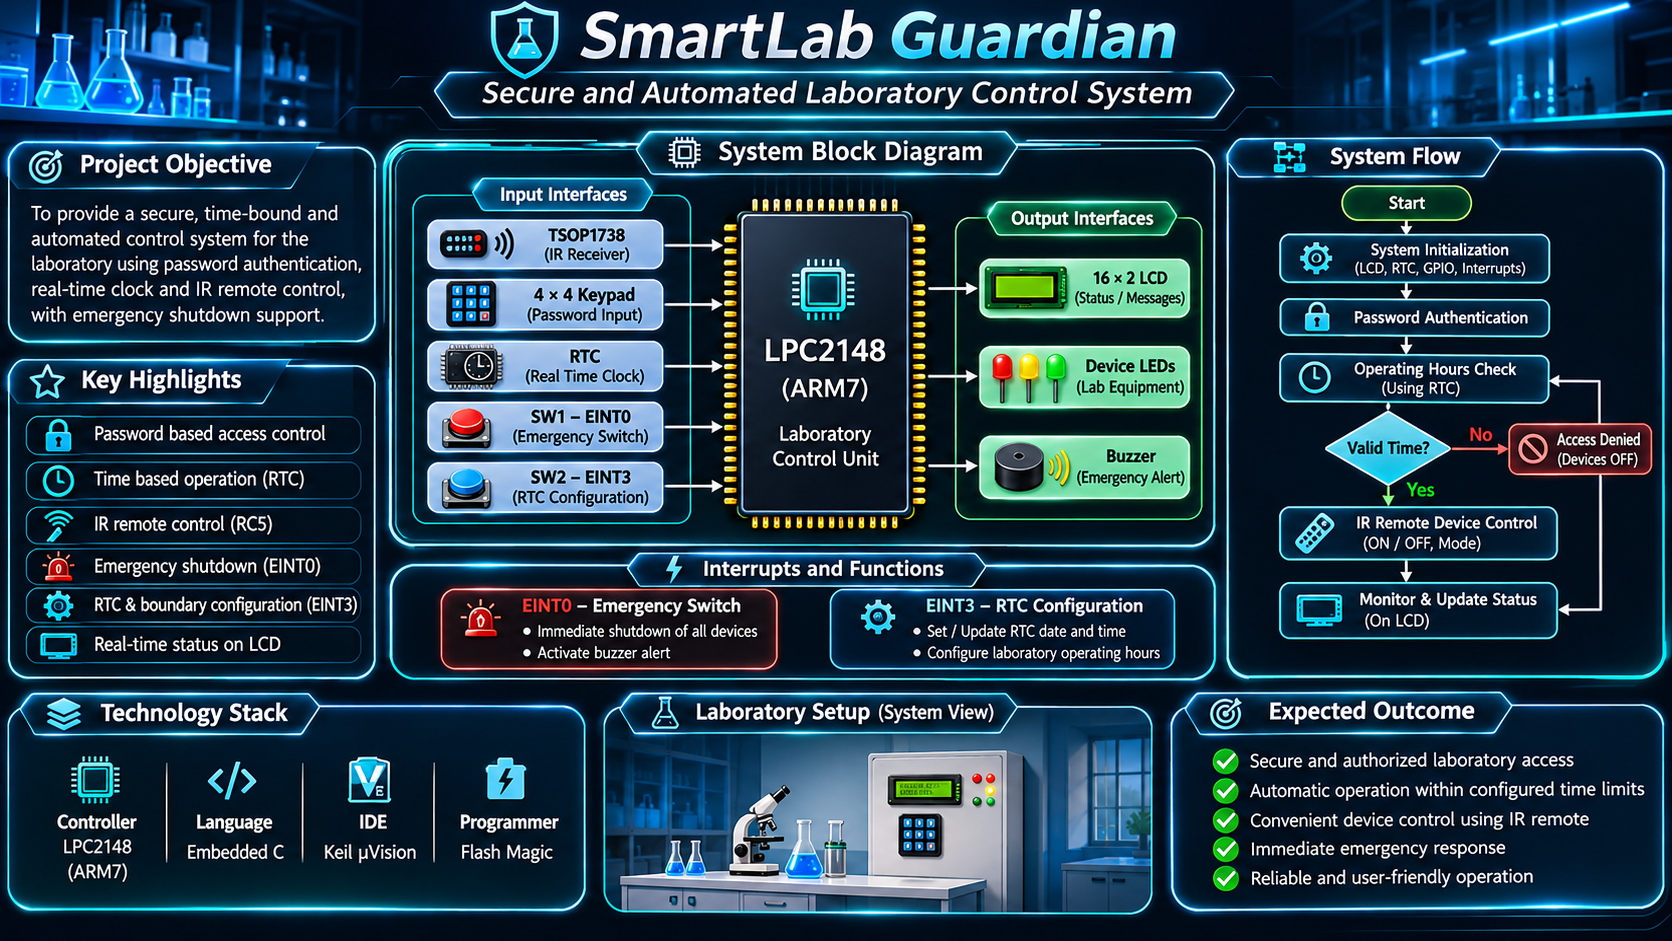 SmartLab Guardian
Secure and Automated Laboratory Control System
Project Objective
To provide a secure, time-bound and
automated control system for the
laboratory using password authentication,
real-time clock and IR remote control,
with emergency shutdown support.
Key Highlights
Password based access control
Time based operation (RTC)
IR remote control (RC5)
Emergency shutdown (EINT0)
RTC & boundary configuration (EINT3)
Real-time status on LCD
System Block Diagram
Input Interfaces
TSOP1738
(IR Receiver)
4 × 4 Keypad
(Password Input)
RTC
(Real Time Clock)
SW1 – EINT0
(Emergency Switch)
SW2 – EINT3
(RTC Configuration)
LPC2148
(ARM7)
Laboratory
Control Unit
Output Interfaces
16 × 2 LCD
(Status / Messages)
Device LEDs
(Lab Equipment)
Buzzer
(Emergency Alert)
Interrupts and Functions
EINT0 – Emergency Switch
• Immediate shutdown of all devices
• Activate buzzer alert
EINT3 – RTC Configuration
• Set / Update RTC date and time
• Configure laboratory operating hours
System Flow
Start
System Initialization
(LCD, RTC, GPIO, Interrupts)
Password Authentication
Operating Hours Check
(Using RTC)
Valid Time?
No
Access Denied
(Devices OFF)
Yes
IR Remote Device Control
(ON / OFF, Mode)
Monitor & Update Status
(On LCD)
Technology Stack
Controller
LPC2148
(ARM7)
Language
Embedded C
IDE
Keil µVision
Programmer
Flash Magic
Laboratory Setup (System View)
Expected Outcome
Secure and authorized laboratory access
Automatic operation within configured time limits
Convenient device control using IR remote
Immediate emergency response
Reliable and user-friendly operation